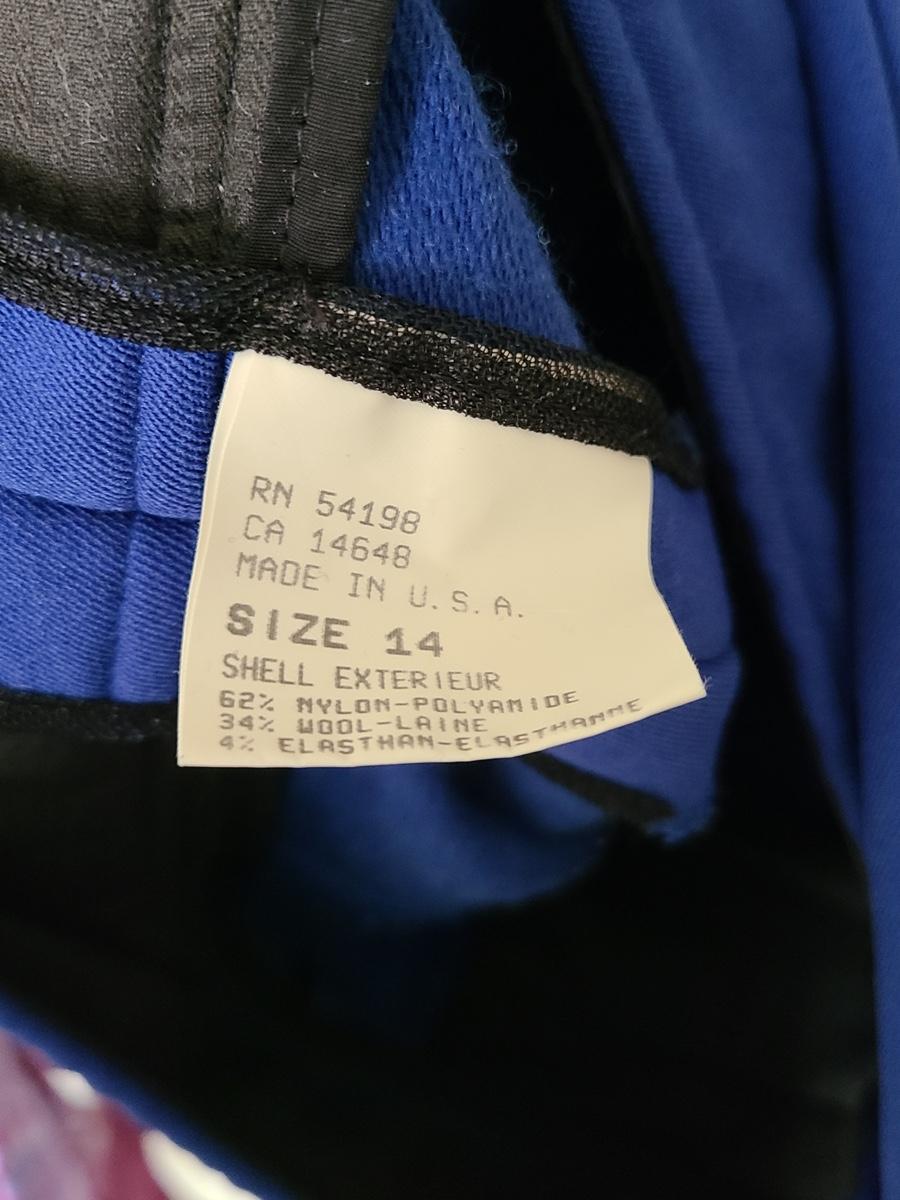 RN 54198
CA 14648
MADE IN U.S.A.
SIZE 14
SHELL EXTERIEUR
62% NYLON-POLYAMIDE
34% WOOL-LAINE
4% ELASTHAN-ELASTHANNE